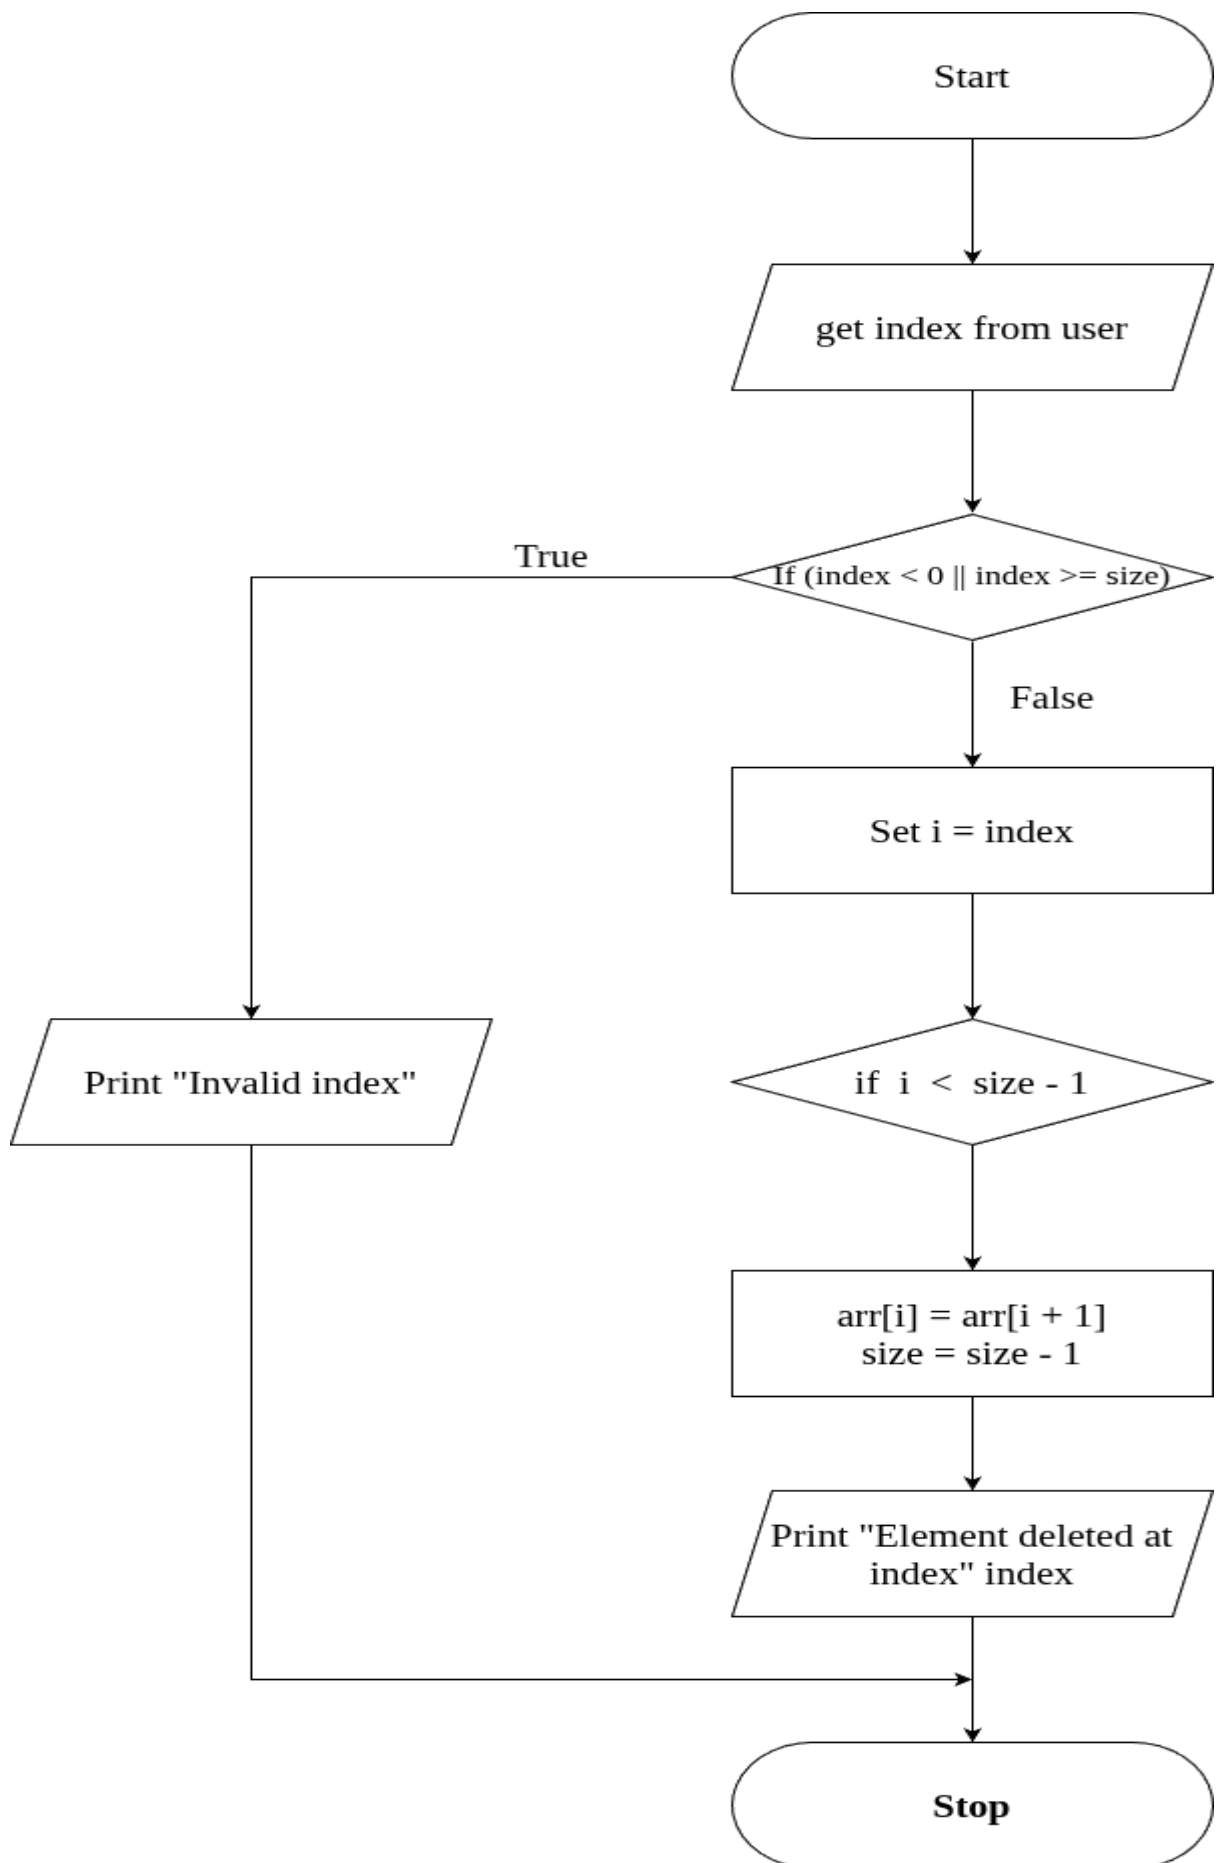 Start
get index from user
True
If (index < 0 || index >= size)
False
Set i = index
Print "Invalid index"
if i < size - 1
arr[i] = arr[i + 1]
size = size - 1
Print "Element deleted at
index" index
Stop